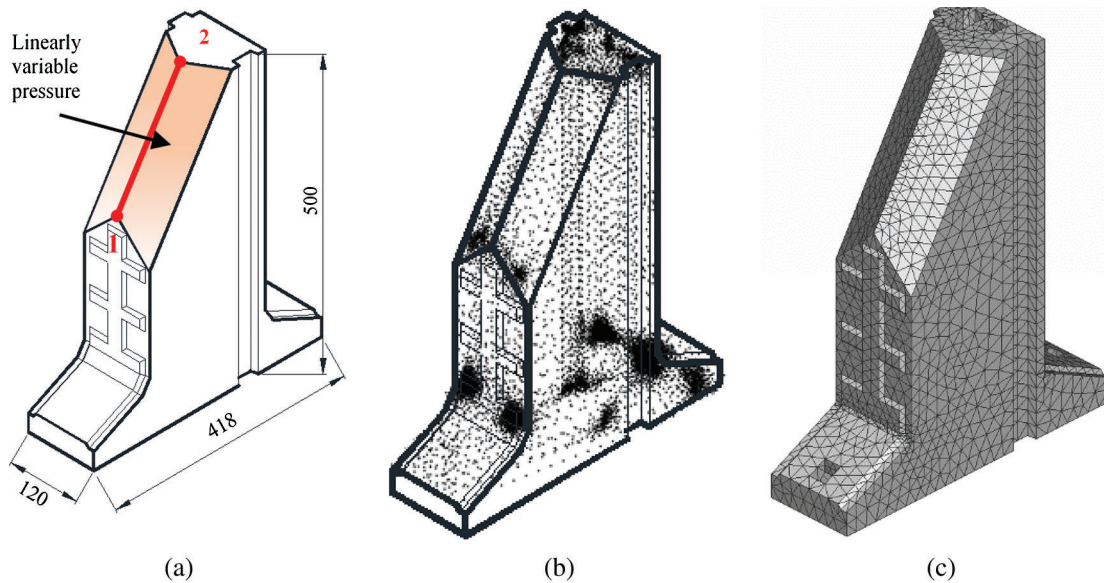 2
Linearly
variable
pressure
1
500
418
120
(a)
(b)
(c)